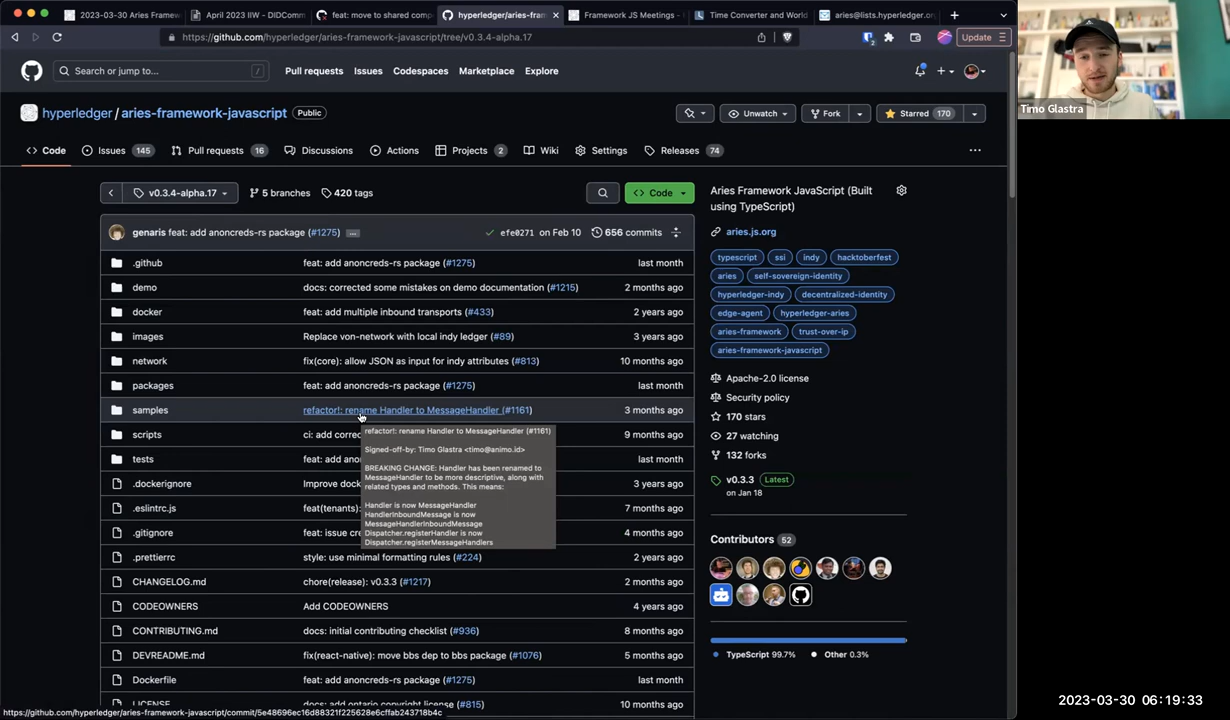 2023-03-30 Aries Framew
April 2023 IIW - DIDComm
feat: move to shared comp
hyperledger/aries-fram
Framework JS Meetings -
Time Converter and World
aries@lists.hyperledger.org
https://github.com/hyperledger/aries-framework-javascript/tree/v0.3.4-alpha.17
2
Update
Search or jump to...
/
Pull requests
Issues
Codespaces
Marketplace
Explore
Timo Glastra
hyperledger / aries-framework-javascript
Public
Unwatch
Fork
Starred 170
Code
Issues 145
Pull requests 16
Discussions
Actions
Projects 2
Wiki
Settings
Releases 74
v0.3.4-alpha.17
5 branches
420 tags
Code
genaris feat: add anoncreds-rs package (#1275)
efe0271 on Feb 10
656 commits
.github feat: add anoncreds-rs package (#1275) last month
demo docs: corrected some mistakes on demo documentation (#1215) 2 months ago
docker feat: add multiple inbound transports (#433) 2 years ago
images Replace von-network with local indy ledger (#89) 3 years ago
network fix(core): allow JSON as input for indy attributes (#813) 10 months ago
packages feat: add anoncreds-rs package (#1275) last month
samples refactor!: rename Handler to MessageHandler (#1161) 3 months ago
scripts ci: add corre 9 months ago
tests feat: add ano last month
.dockerignore Improve dock 3 years ago
.eslintrc.js feat(tenants): 7 months ago
.gitignore feat: issue cre 4 months ago
.prettierrc style: use minimal formatting rules (#224) 2 years ago
CHANGELOG.md chore(release): v0.3.3 (#1217) 2 months ago
CODEOWNERS Add CODEOWNERS 4 years ago
CONTRIBUTING.md docs: initial contributing checklist (#936) 8 months ago
DEVREADME.md fix(react-native): move bbs dep to bbs package (#1076) 5 months ago
Dockerfile feat: add anoncreds-rs package (#1275) last month
LICENSE docs: add ontario copyright license (#815) 10 months ago
refactor!: rename Handler to MessageHandler (#1161)
Signed-off-by: Timo Glastra <timo@animo.id>
BREAKING CHANGE: Handler has been renamed to
MessageHandler to be more descriptive, along with
related types and methods. This means:
Handler is now MessageHandler
HandlerInboundMessage is now
MessageHandlerInboundMessage
Dispatcher.registerHandler is now
Dispatcher.registerMessageHandlers
Aries Framework JavaScript (Built
using TypeScript)
aries.js.org
typescript ssi indy hacktoberfest
aries self-sovereign-identity
hyperledger-indy decentralized-identity
edge-agent hyperledger-aries
aries-framework trust-over-ip
aries-framework-javascript
Apache-2.0 license
Security policy
170 stars
27 watching
132 forks
v0.3.3 Latest
on Jan 18
Contributors 52
TypeScript 99.7% Other 0.3%
https://github.com/hyperledger/aries-framework-javascript/commit/5e48696ec16d88321f225628e6cffab243718b4c
2023-03-30 06:19:33